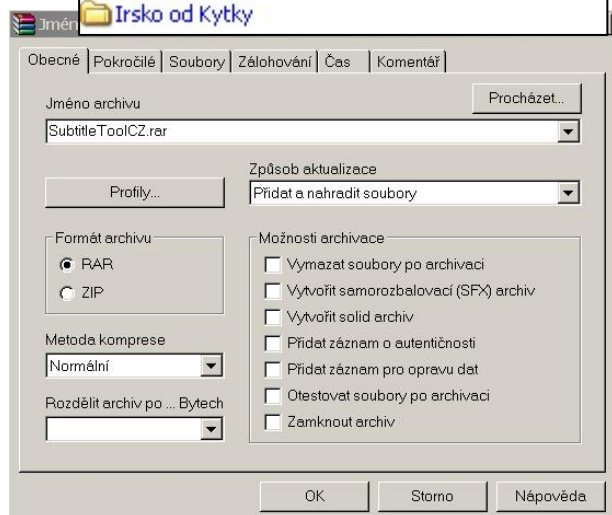 Jmén
Irsko od Kytky
Obecné Pokročilé Soubory Zálohování Čas Komentář
Jméno archivu
Procházet...
SubtitleToolCZ.rar
Způsob aktualizace
Profily...
Přidat a nahradit soubory
Formát archivu
RAR
ZIP
Metoda komprese
Normální
Rozdělit archiv po ... Bytech
Možnosti archivace
Vymazat soubory po archivaci
Vytvořit samorozbalovací (SFX) archiv
Vytvořit solid archiv
Přidat záznam o autentičnosti
Přidat záznam pro opravu dat
Otestovat soubory po archivaci
Zamknout archiv
OK Storno Nápověda